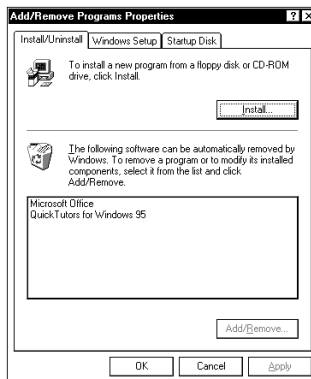 Add/Remove Programs Properties
Install/Uninstall Windows Setup Startup Disk
To install a new program from a floppy disk or CD-ROM
drive, click Install.
Install...
The following software can be automatically removed by
Windows. To remove a program or to modify its installed
components, select it from the list and click
Add/Remove.
Microsoft Office
QuickTutors for Windows 95
Add/Remove...
OK Cancel Apply